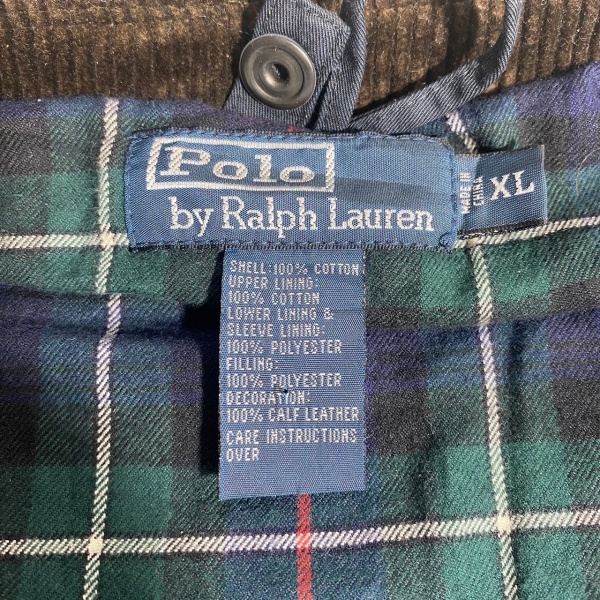 Polo
by Ralph Lauren
MADE IN
CHINA
XL
SHELL: 100% COTTON
UPPER LINING:
100% COTTON
LOWER LINING &
SLEEVE LINING:
100% POLYESTER
FILLING:
100% POLYESTER
DECORATION:
100% CALF LEATHER
CARE INSTRUCTIONS
OVER